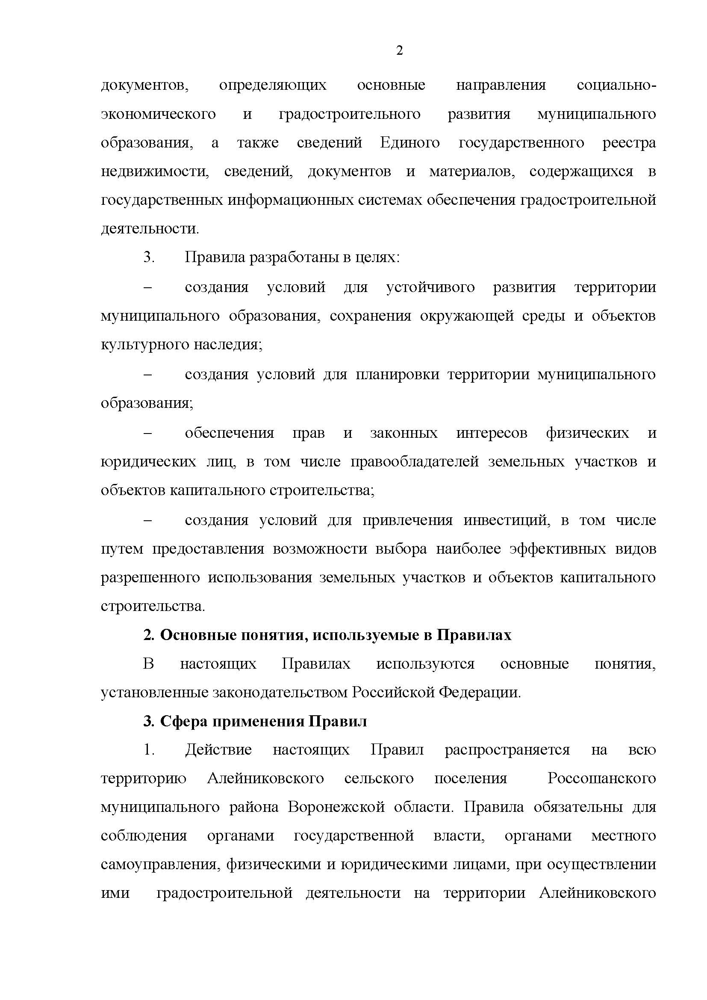 2
документов, определяющих основные направления социально-
экономического и градостроительного развития муниципального
образования, а также сведений Единого государственного реестра
недвижимости, сведений, документов и материалов, содержащихся в
государственных информационных системах обеспечения градостроительной
деятельности.
3. Правила разработаны в целях:
– создания условий для устойчивого развития территории
муниципального образования, сохранения окружающей среды и объектов
культурного наследия;
– создания условий для планировки территории муниципального
образования;
– обеспечения прав и законных интересов физических и
юридических лиц, в том числе правообладателей земельных участков и
объектов капитального строительства;
– создания условий для привлечения инвестиций, в том числе
путем предоставления возможности выбора наиболее эффективных видов
разрешенного использования земельных участков и объектов капитального
строительства.
2. Основные понятия, используемые в Правилах
В настоящих Правилах используются основные понятия,
установленные законодательством Российской Федерации.
3. Сфера применения Правил
1. Действие настоящих Правил распространяется на всю
территорию Алейниковского сельского поселения Россошанского
муниципального района Воронежской области. Правила обязательны для
соблюдения органами государственной власти, органами местного
самоуправления, физическими и юридическими лицами, при осуществлении
ими градостроительной деятельности на территории Алейниковского